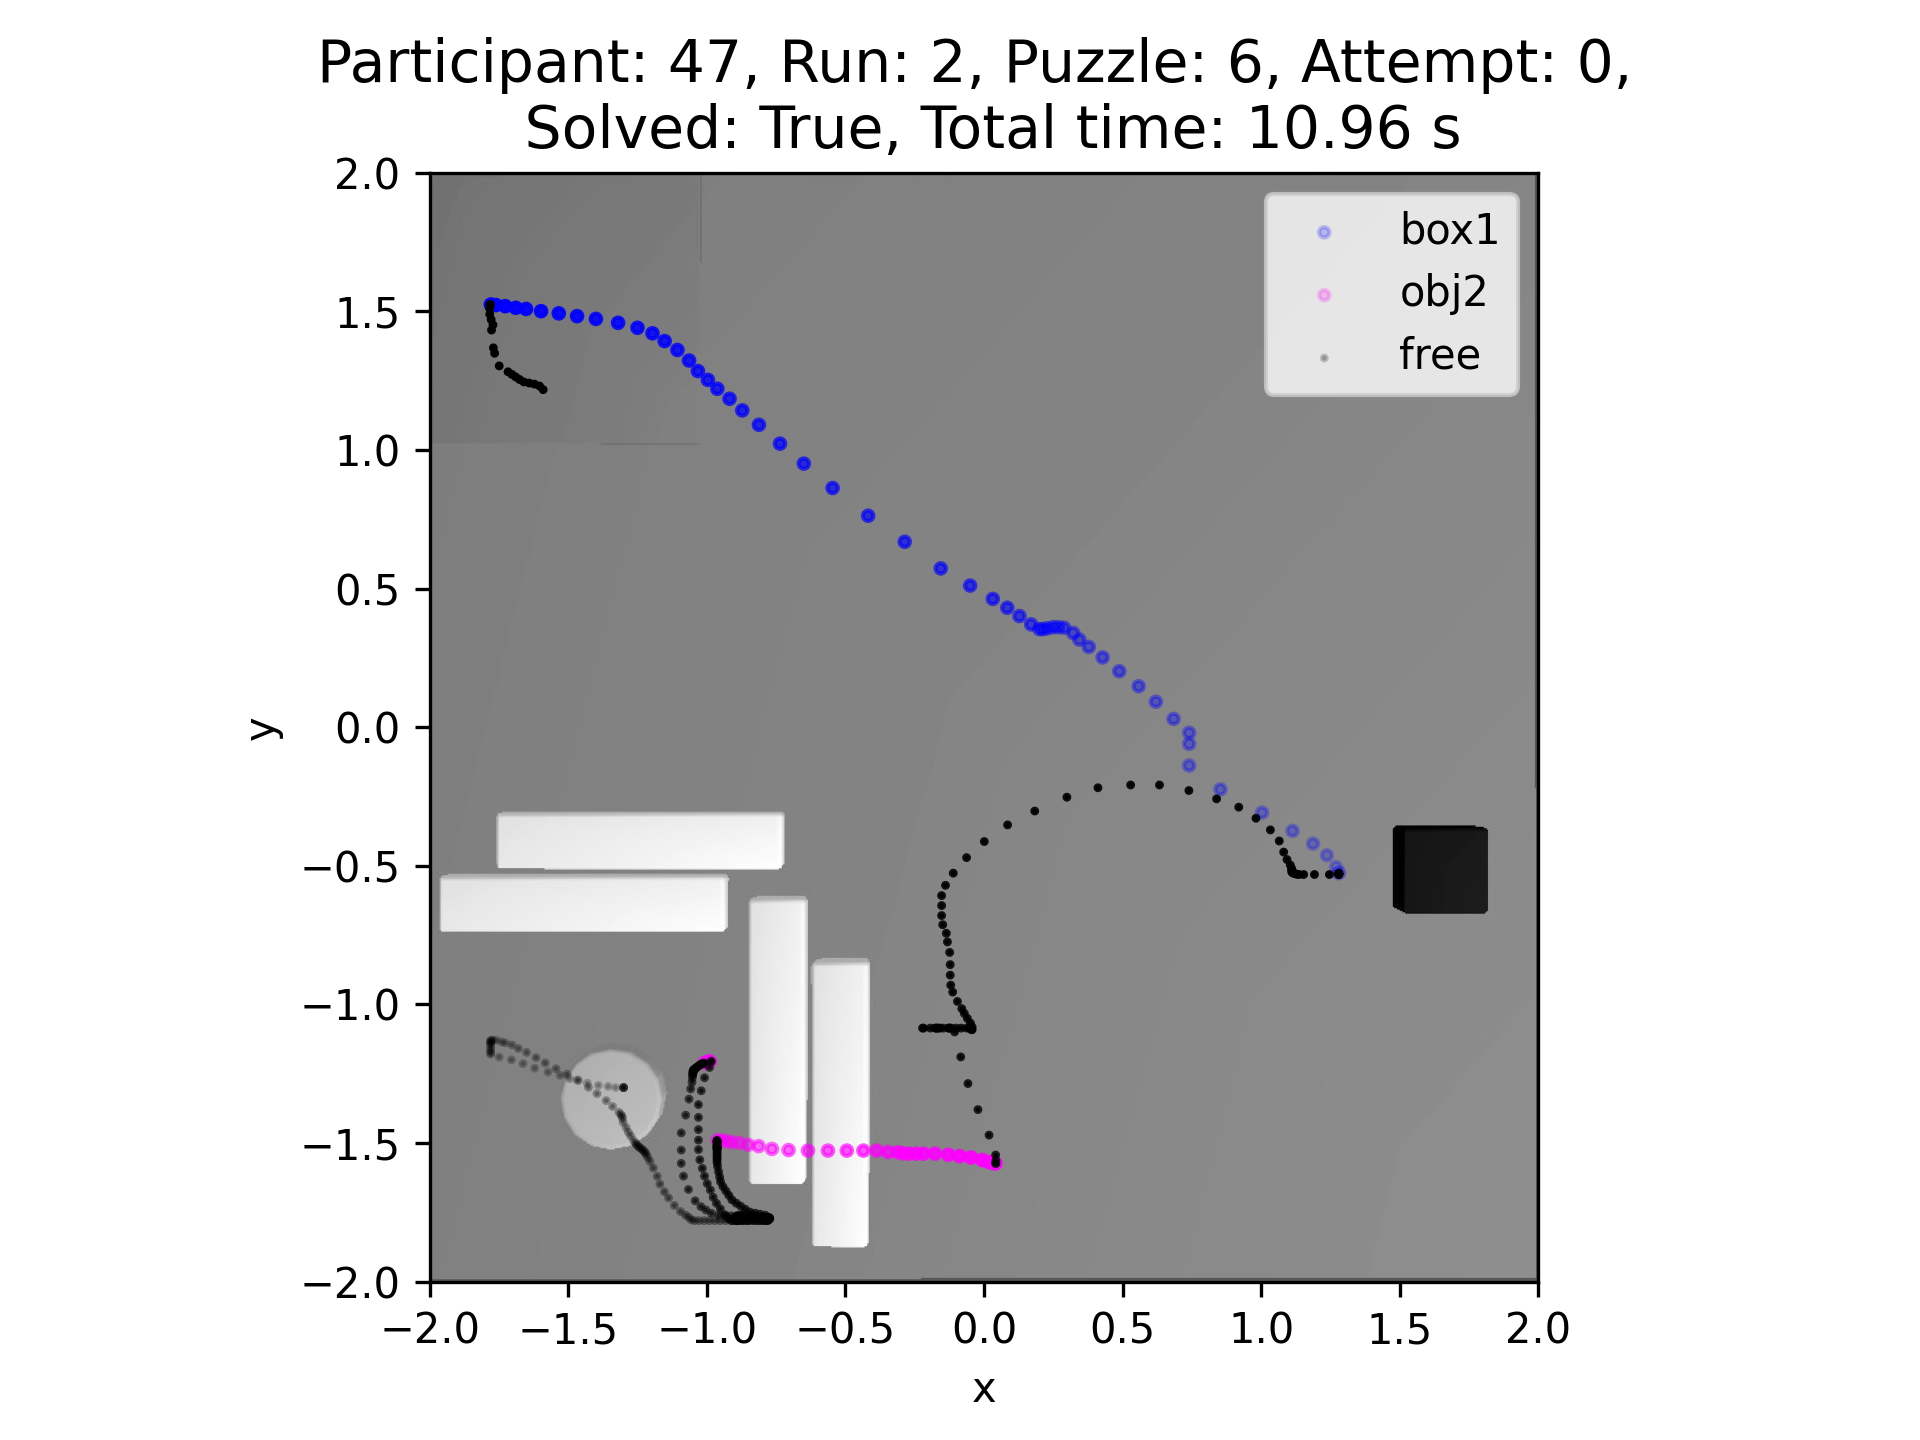 Participant: 47, Run: 2, Puzzle: 6, Attempt: 0,
Solved: True, Total time: 10.96 s
box1
obj2
free
2.0
1.5
1.0
0.5
0.0
−0.5
−1.0
−1.5
−2.0
y
−2.0 −1.5 −1.0 −0.5 0.0 0.5 1.0 1.5 2.0
x